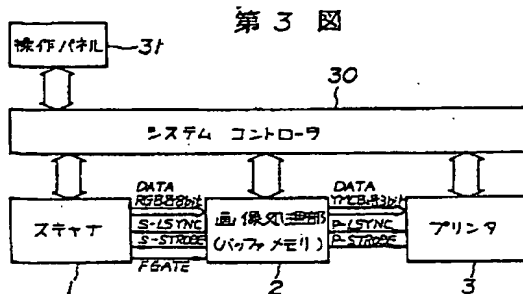 第 3 図
操作パネル
31
30
システム コントローラ
DATA
RGB各8bit
S-LSYNC
S-STROBE
FGATE
DATA
YMCB各3bit
P-LSYNC
P-STROBE
スキャナ
画像処理部
(バッファメモリ)
プリンタ
1
2
3